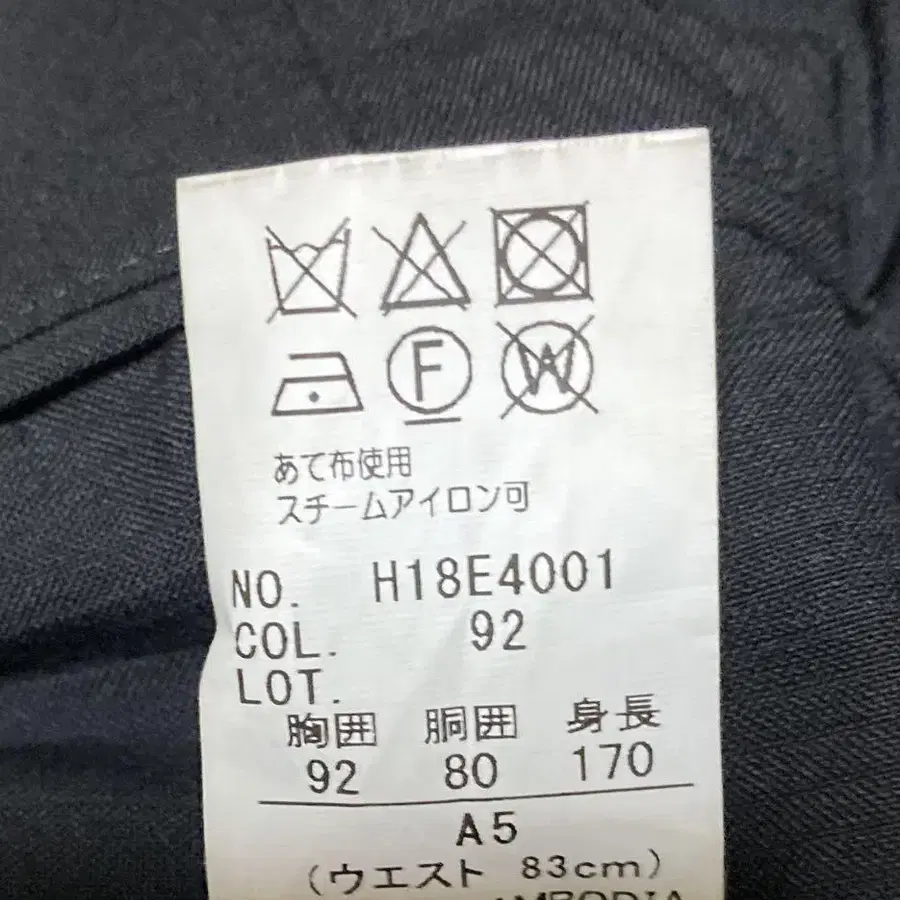 F W
あて布使用
スチームアイロン可
NO. H18E4001
COL. 92
LOT.
胸囲 胴囲 身長
92 80 170
A5
(ウエスト 83cm)